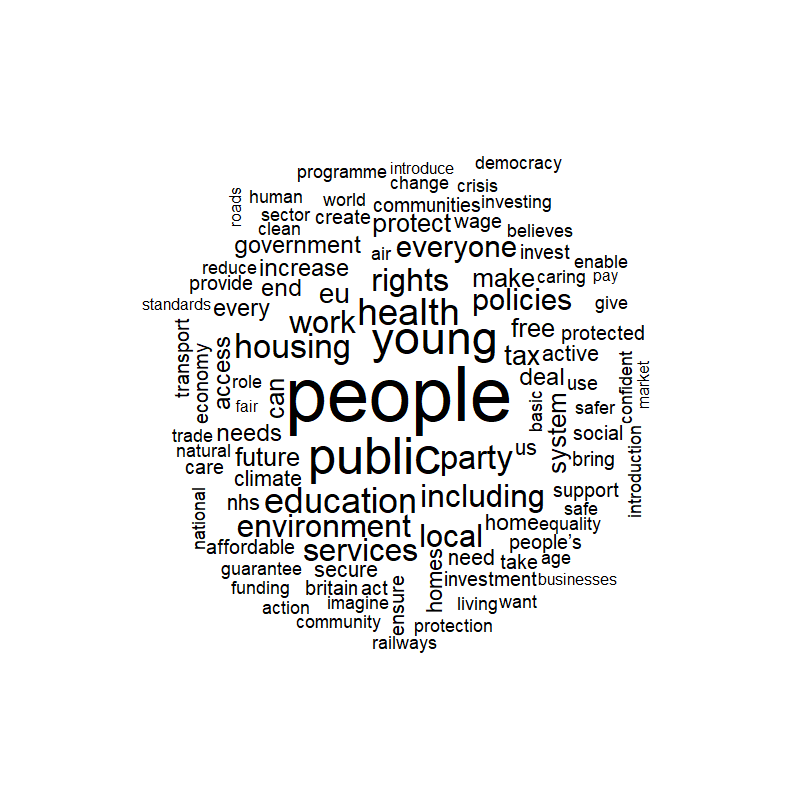 programme introduce democracy
change crisis
roads human world communities investing
sector create protect wage believes
clean
government air everyone invest enable
reduce increase rights make caring pay
provide end eu policies give
standards every health
work young free protected
transport housing tax active
economy access role can people deal use confident market
fair basic safer
trade needs public party us system social introduction
natural future bring
care climate
national nhs education including support
safe
environment local home equality
affordable services people's
guarantee secure homes need take age
funding britain act ensure investment businesses
action imagine living want
community protection
railways